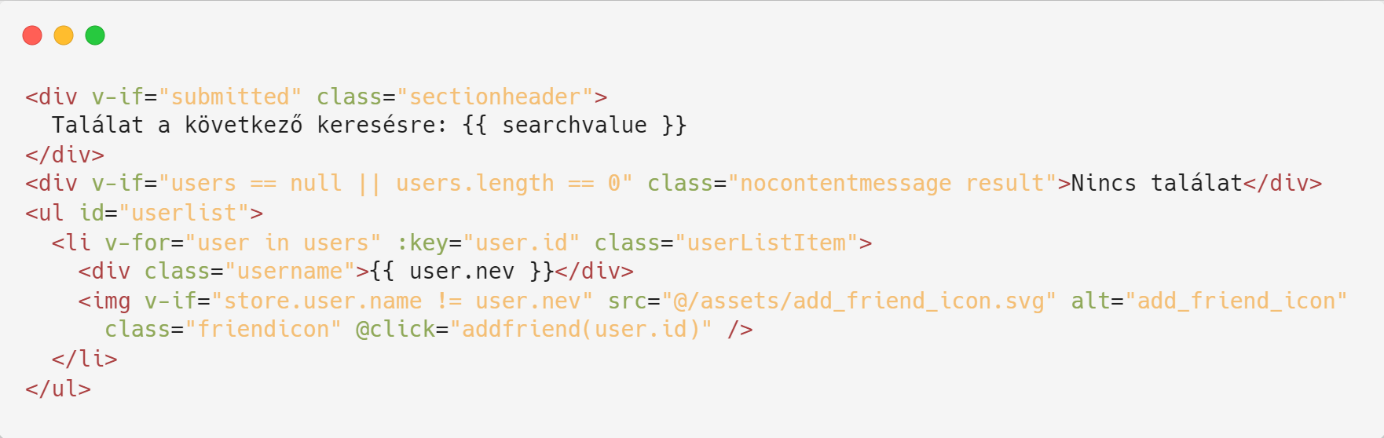 <div v-if="submitted" class="sectionheader">
  Találat a következő keresésre: {{ searchvalue }}
</div>
<div v-if="users == null || users.length == 0" class="nocontentmessage result">Nincs találat</div>
<ul id="userlist">
  <li v-for="user in users" :key="user.id" class="userListItem">
    <div class="username">{{ user.nev }}</div>
    <img v-if="store.user.name != user.nev" src="@/assets/add_friend_icon.svg" alt="add_friend_icon"
      class="friendicon" @click="addfriend(user.id)" />
  </li>
</ul>